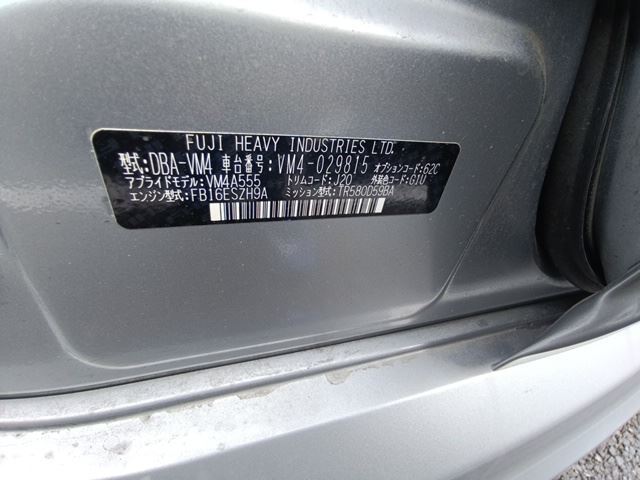 FUJI HEAVY INDUSTRIES LTD.
型式:DBA-VM4 車台番号:VM4-029815 オプションコード:62C
アプライドモデル:VM4A555 トリムコード:J20 外装色コード:G1U
エンジン型式:FB16ESZH9A ミッション型式:TR580DD9BA